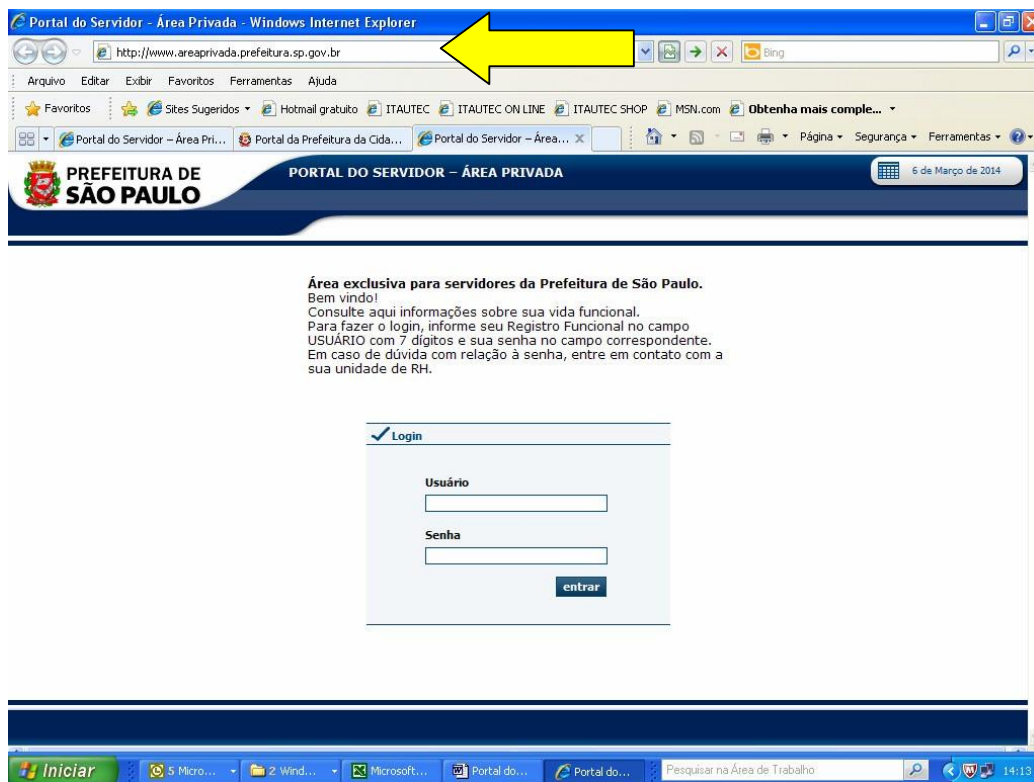 Portal do Servidor - Área Privada - Windows Internet Explorer
http://www.areaprivada.prefeitura.sp.gov.br
Bing
Arquivo Editar Exibir Favoritos Ferramentas Ajuda
Favoritos Sites Sugeridos Hotmail gratuito ITAUTEC ITAUTEC ON LINE ITAUTEC SHOP MSN.com Obtenha mais comple...
Portal do Servidor – Área Pri... Portal da Prefeitura da Cida... Portal do Servidor – Área... X Página Segurança Ferramentas
PREFEITURA DE
SÃO PAULO
PORTAL DO SERVIDOR – ÁREA PRIVADA
6 de Março de 2014
Área exclusiva para servidores da Prefeitura de São Paulo.
Bem vindo!
Consulte aqui informações sobre sua vida funcional.
Para fazer o login, informe seu Registro Funcional no campo
USUÁRIO com 7 dígitos e sua senha no campo correspondente.
Em caso de dúvida com relação à senha, entre em contato com a
sua unidade de RH.
Login
Usuário
Senha
entrar
Iniciar 5 Micro... 2 Wind... Microsoft... Portal do... Portal do... Pesquisar na Área de Trabalho 14:13